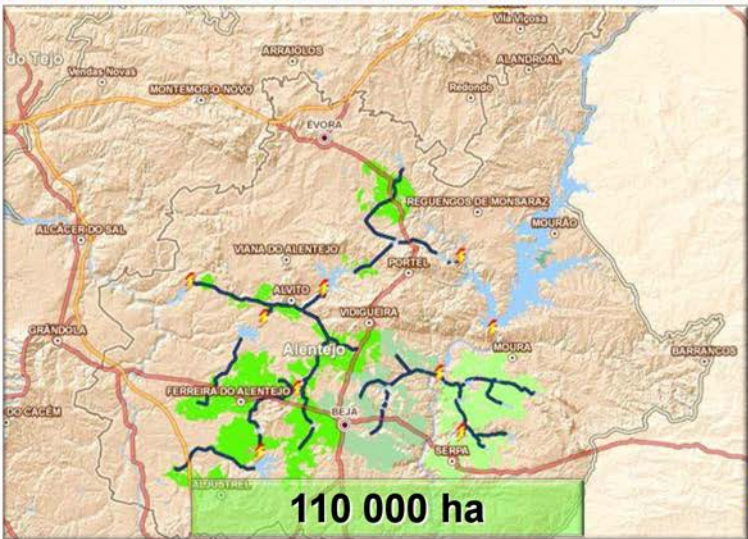 Vila Viçosa
ARRAIOLOS
do Tejo
ALANDROAL
Vendas Novas
MONTEMOR-O-NOVO
Redondo
ÉVORA
REGUENGOS DE MONSARAZ
ALCÁCER DO SAL
MOURÃO
VIANA DO ALENTEJO
PORTEL
ALVITO
VIDIGUEIRA
GRÂNDOLA
Alentejo
MOURA
BARRANCOS
FERREIRA DO ALENTEJO
DO CACÉM
BEJA
SERPA
ALJUSTREL
110 000 ha